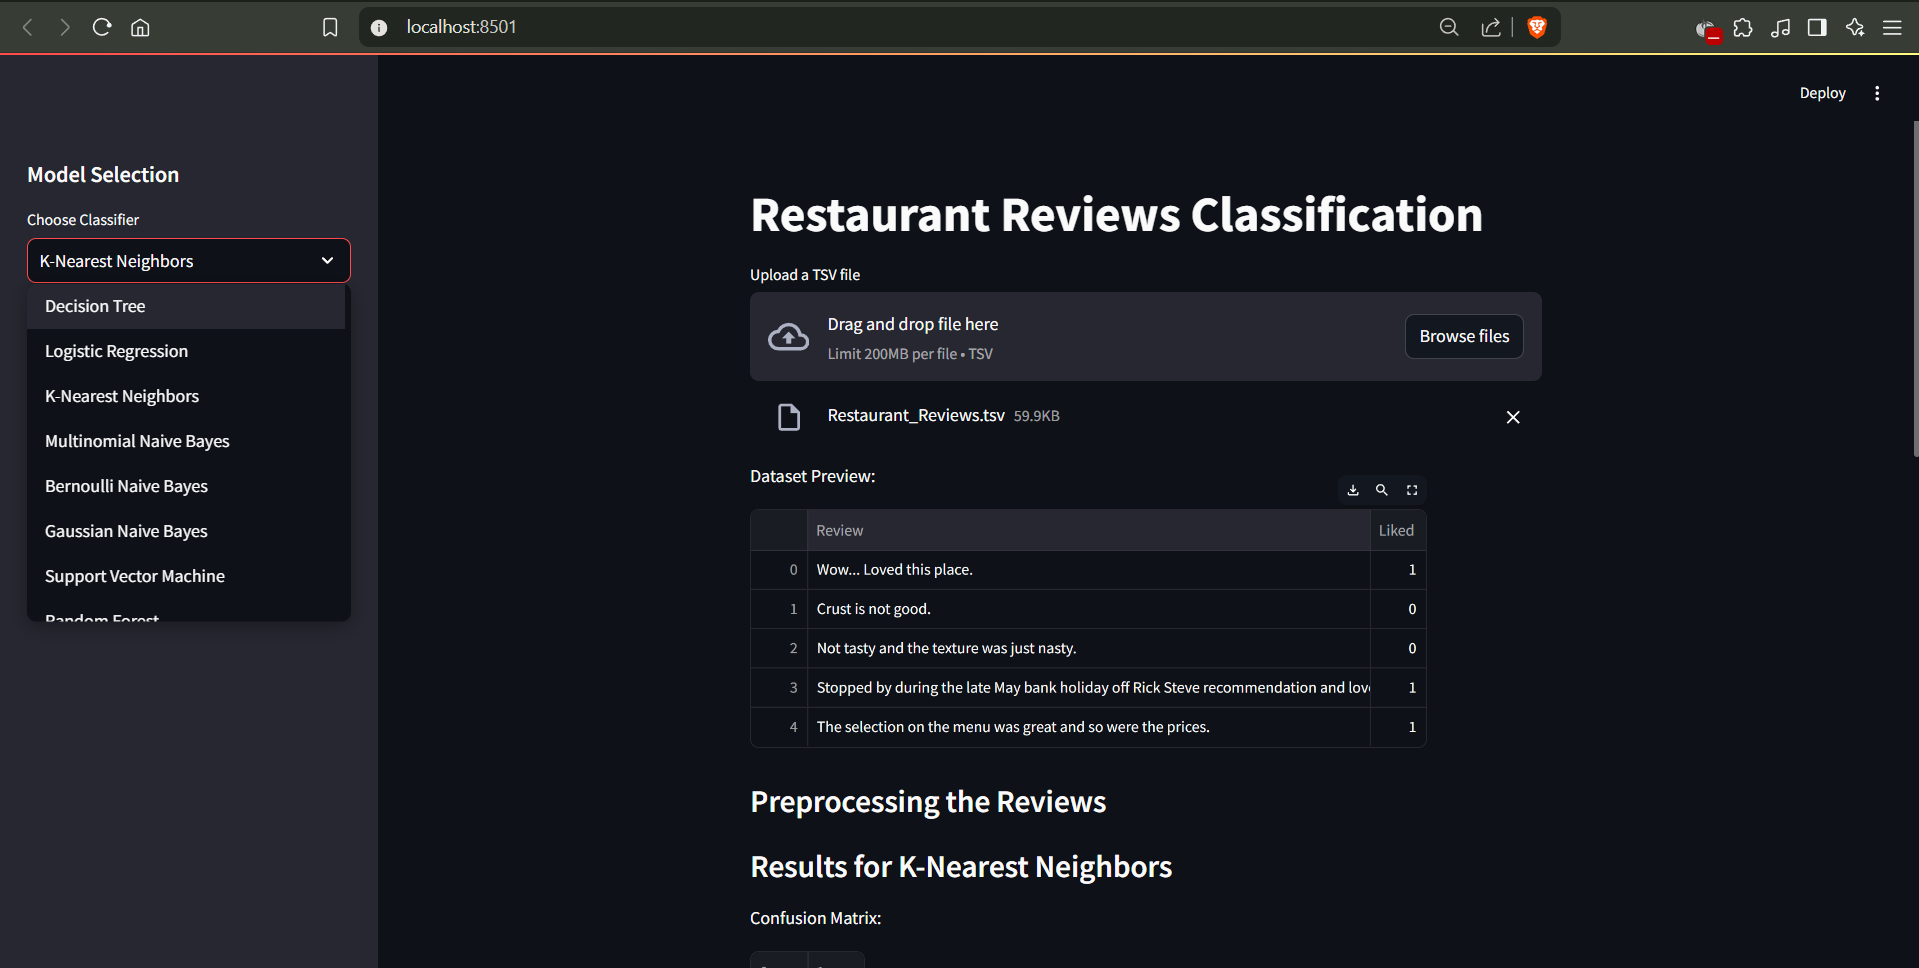 localhost:8501
Deploy
Model Selection
Choose Classifier
K-Nearest Neighbors
Decision Tree
Logistic Regression
K-Nearest Neighbors
Multinomial Naive Bayes
Bernoulli Naive Bayes
Gaussian Naive Bayes
Support Vector Machine
Random Forest
Restaurant Reviews Classification
Upload a TSV file
Drag and drop file here
Limit 200MB per file • TSV
Browse files
Restaurant_Reviews.tsv 59.9KB
Dataset Preview:
Review Liked
0 Wow... Loved this place. 1
1 Crust is not good. 0
2 Not tasty and the texture was just nasty. 0
3 Stopped by during the late May bank holiday off Rick Steve recommendation and lov 1
4 The selection on the menu was great and so were the prices. 1
Preprocessing the Reviews
Results for K-Nearest Neighbors
Confusion Matrix: